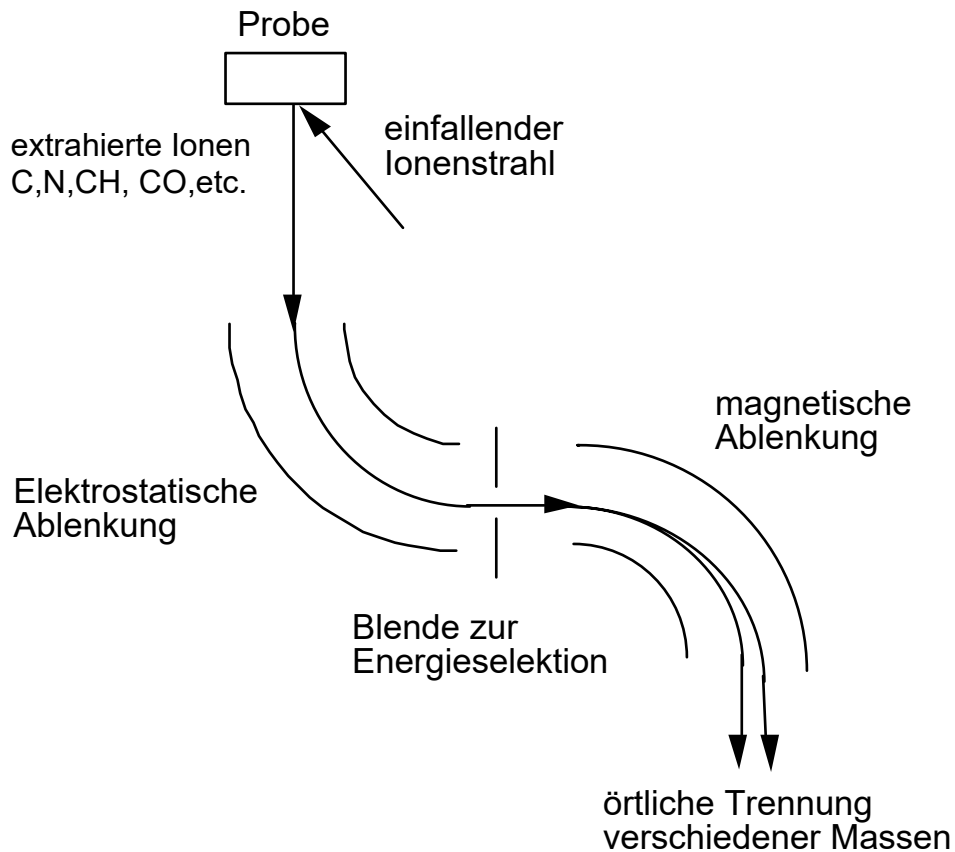 Probe
einfallender
Ionenstrahl
extrahierte Ionen
C,N,CH, CO,etc.
magnetische
Ablenkung
Elektrostatische
Ablenkung
Blende zur
Energieselektion
örtliche Trennung
verschiedener Massen